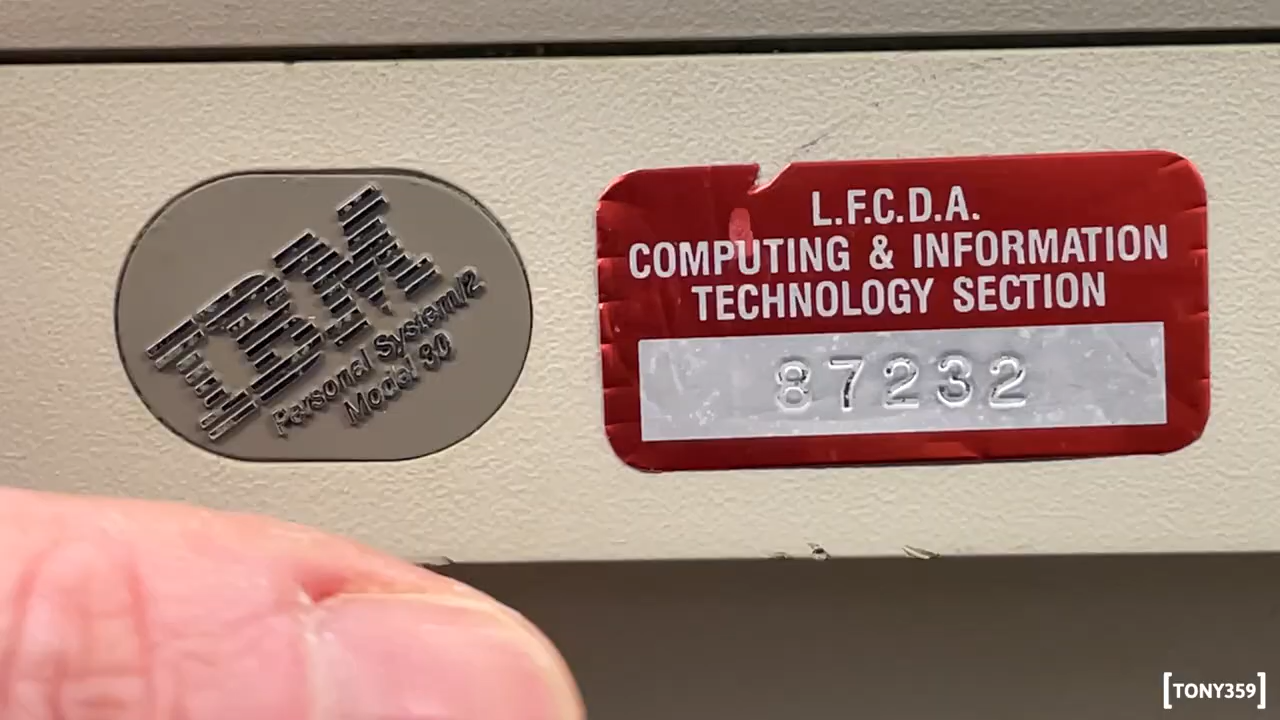 IBM
Personal System/2
Model 30
L.F.C.D.A.
COMPUTING & INFORMATION
TECHNOLOGY SECTION
87232
[TONY359]